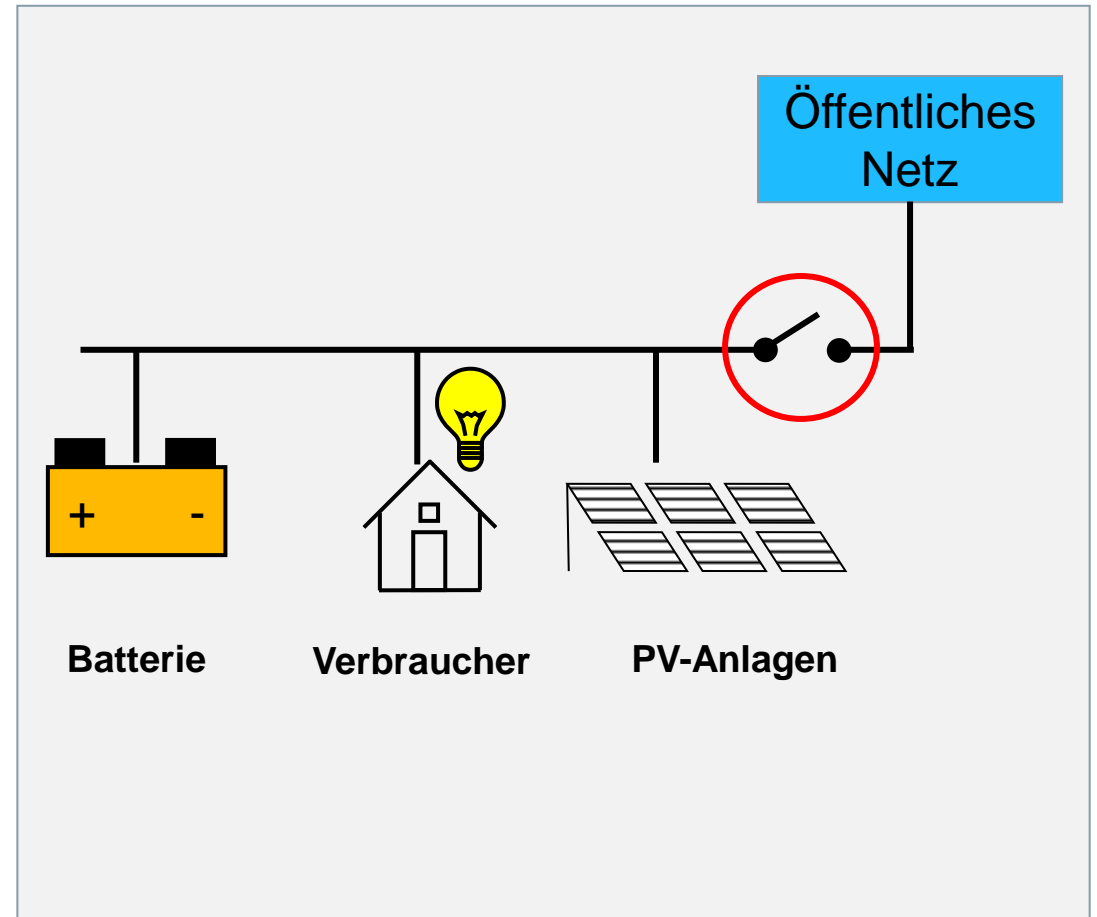 Öffentliches
Netz
+ -
Batterie
Verbraucher
PV-Anlagen